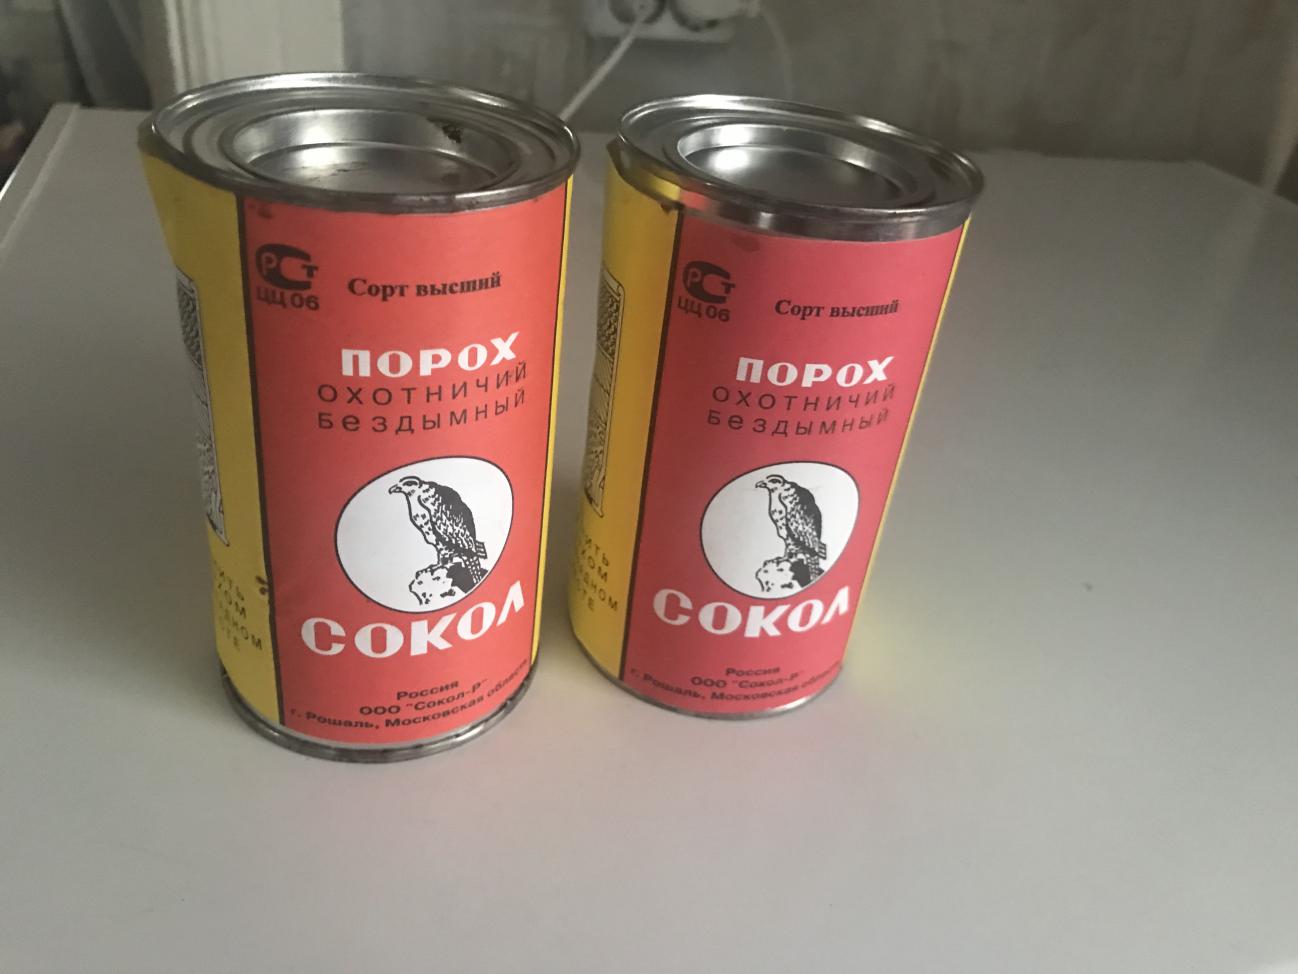 РСТ
ЦЦ 06
Сорт высший
ПОРОХ
ОХОТНИЧИЙ
бездымный
СОКОЛ
Россия
ООО "Сокол-Р"
г. Рошаль, Московская область
РСТ
ЦЦ 06
Сорт высший
ПОРОХ
ОХОТНИЧИЙ
бездымный
СОКОЛ
Россия
ООО "Сокол-Р"
г. Рошаль, Московская область